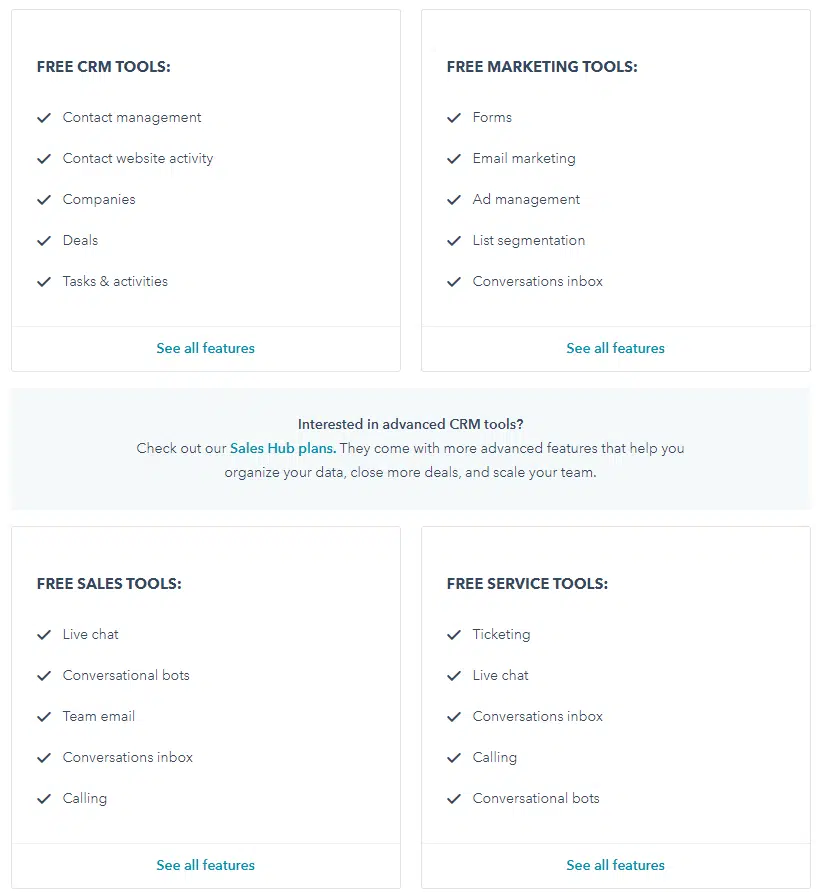 FREE CRM TOOLS:
Contact management
Contact website activity
Companies
Deals
Tasks & activities
See all features
FREE MARKETING TOOLS:
Forms
Email marketing
Ad management
List segmentation
Conversations inbox
See all features
Interested in advanced CRM tools?
Check out our Sales Hub plans. They come with more advanced features that help you
organize your data, close more deals, and scale your team.
FREE SALES TOOLS:
Live chat
Conversational bots
Team email
Conversations inbox
Calling
See all features
FREE SERVICE TOOLS:
Ticketing
Live chat
Conversations inbox
Calling
Conversational bots
See all features